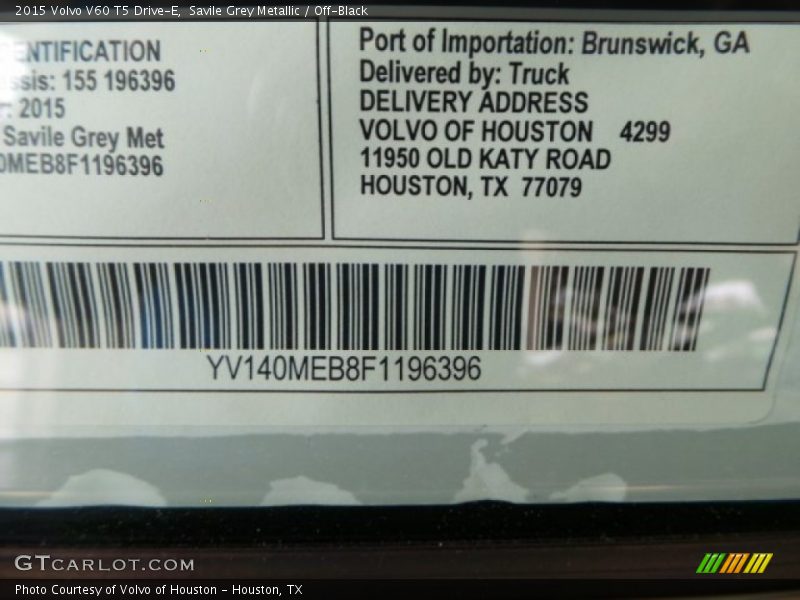 2015 Volvo V60 T5 Drive-E, Savile Grey Metallic / Off-Black
ENTIFICATION
ssis: 155 196396
: 2015
Savile Grey Met
0MEB8F1196396
Port of Importation: Brunswick, GA
Delivered by: Truck
DELIVERY ADDRESS
VOLVO OF HOUSTON 4299
11950 OLD KATY ROAD
HOUSTON, TX 77079
YV140MEB8F1196396
GTCARLOT.COM
Photo Courtesy of Volvo of Houston - Houston, TX